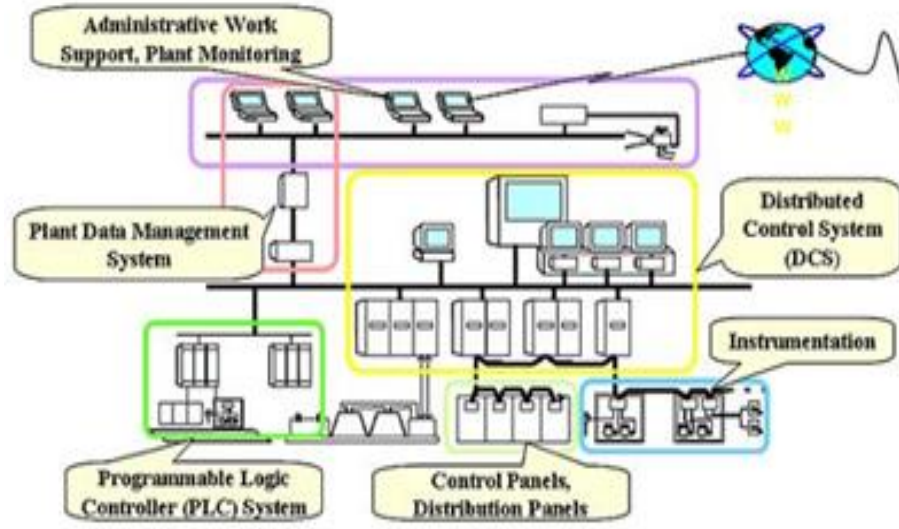 Administrative Work
Support, Plant Monitoring
W
W
W
Plant Data Management
System
Distributed
Control System
(DCS)
Instrumentation
Programmable Logic
Controller (PLC) System
Control Panels,
Distribution Panels